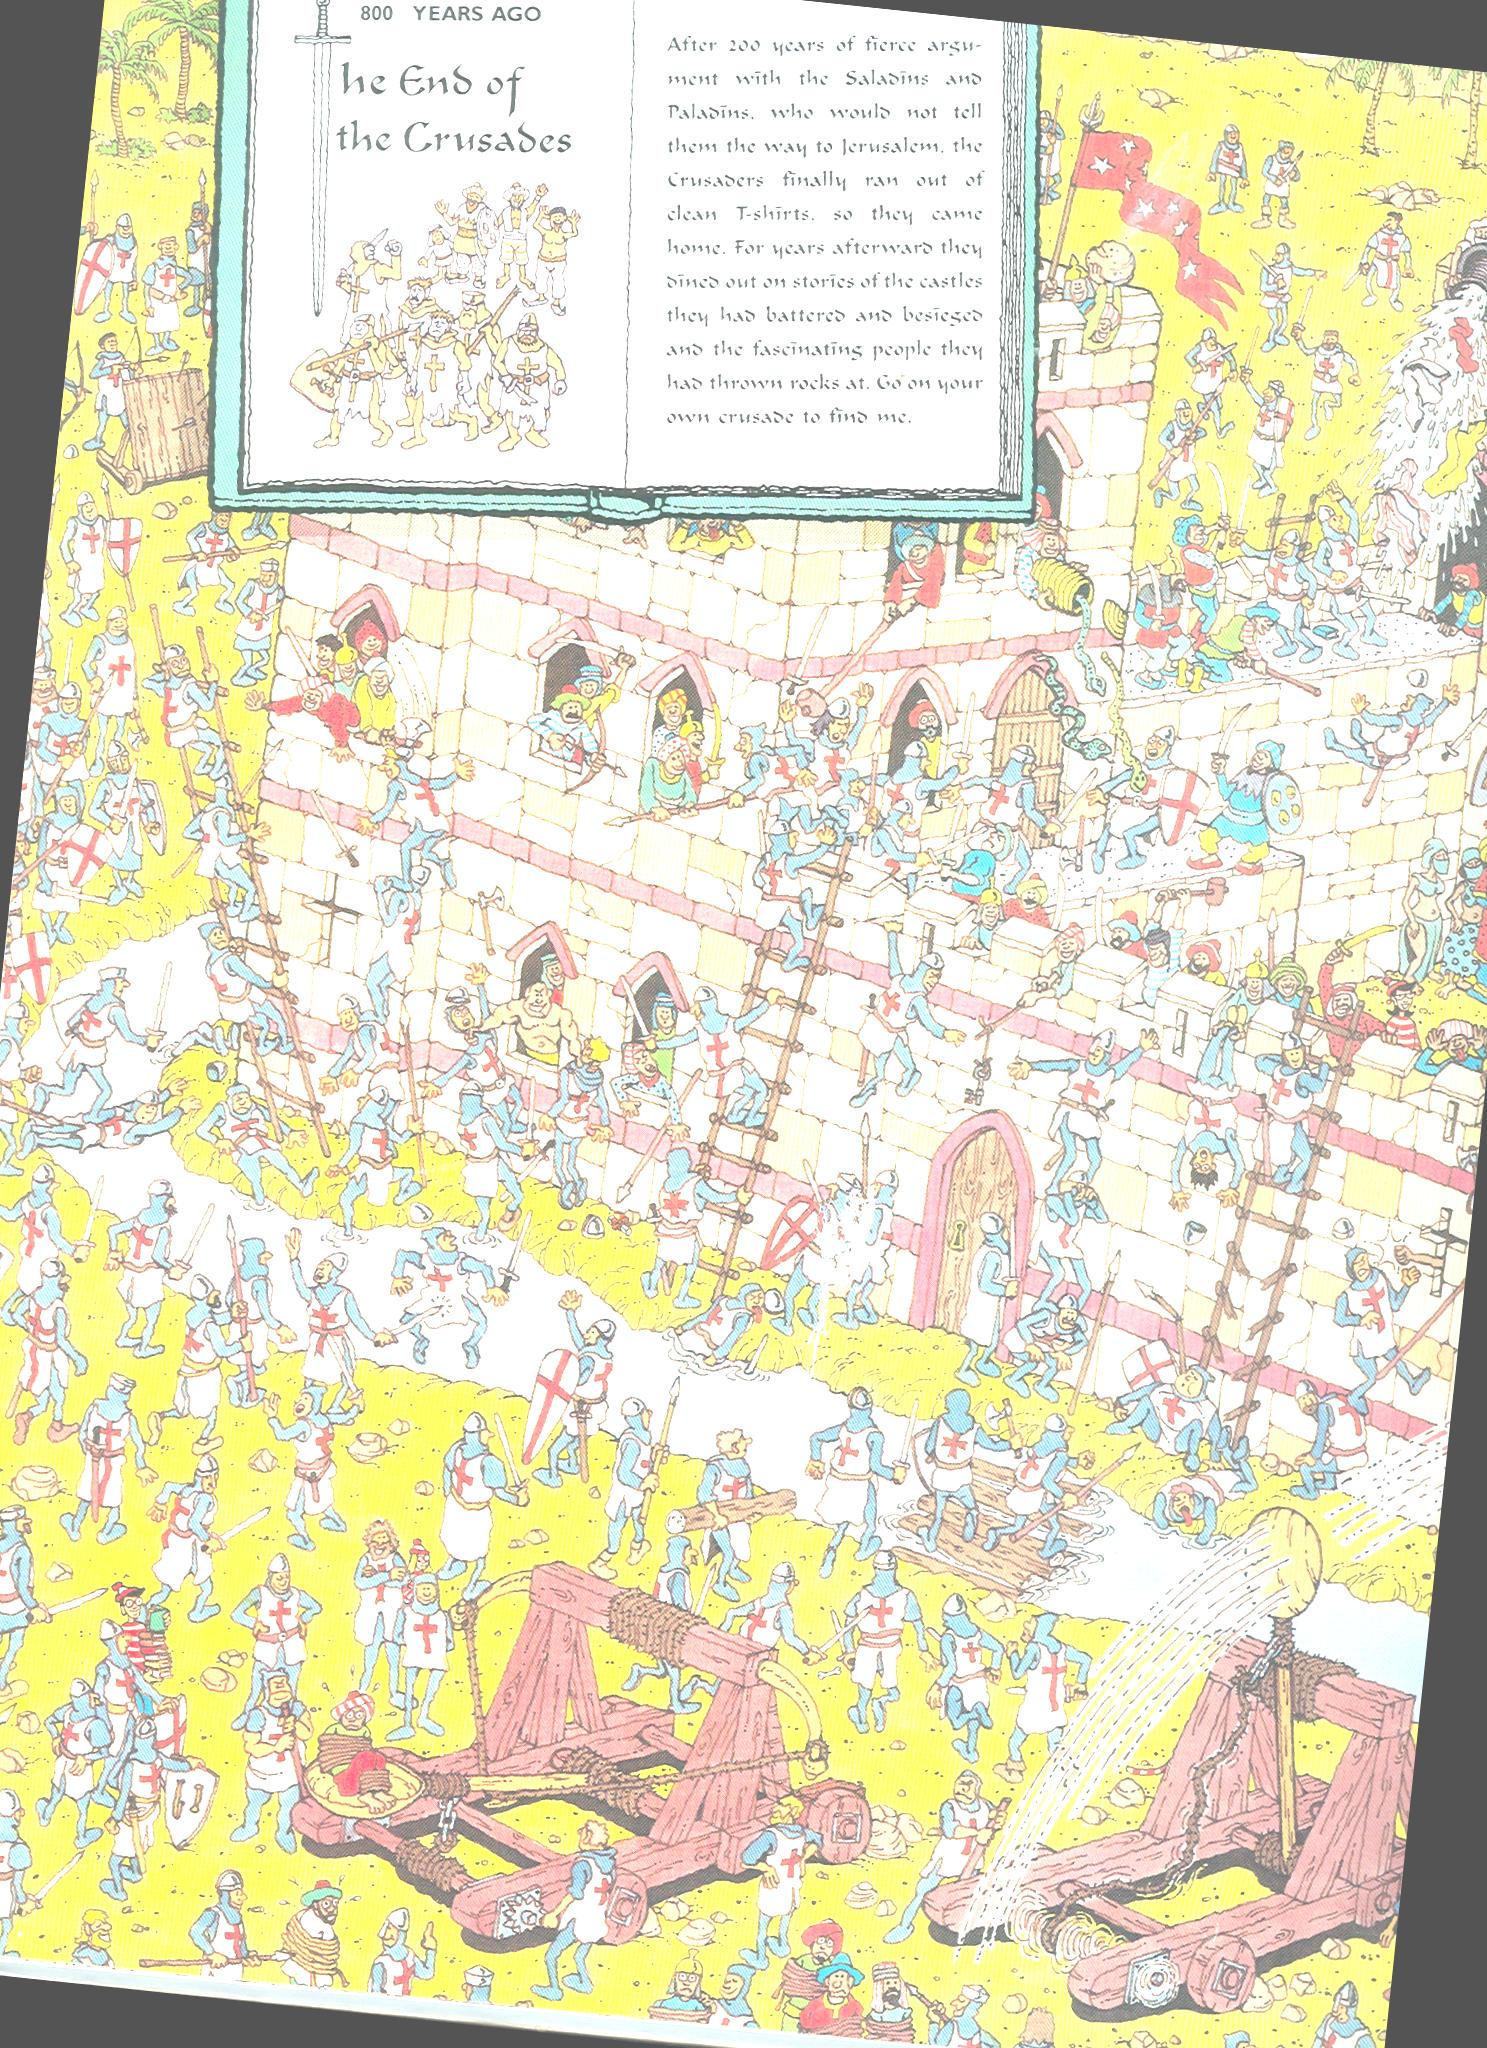 800 YEARS AGO
he End of
the Crusades
After 200 years of fierce argu-
ment with the Saladins and
Paladins, who would not tell
them the way to Jerusalem, the
Crusaders finally ran out of
clean T-shirts, so they came
home. For years afterward they
dined out on stories of the castles
they had battered and besieged
and the fascinating people they
had thrown rocks at. Go on your
own crusade to find me.